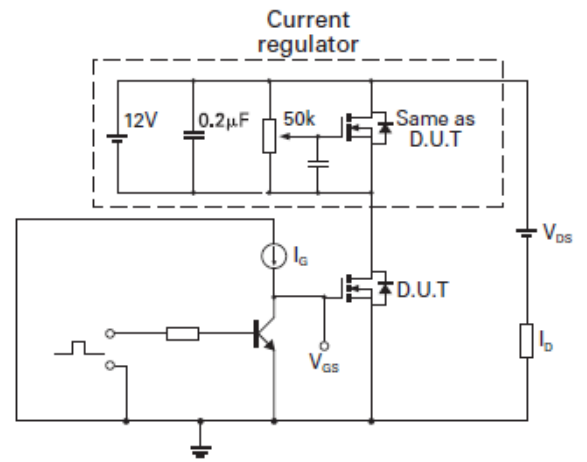 Current
regulator
12V
0.2µF
50k
Same as
D.U.T
V_DS
I_G
D.U.T
I_D
V_GS